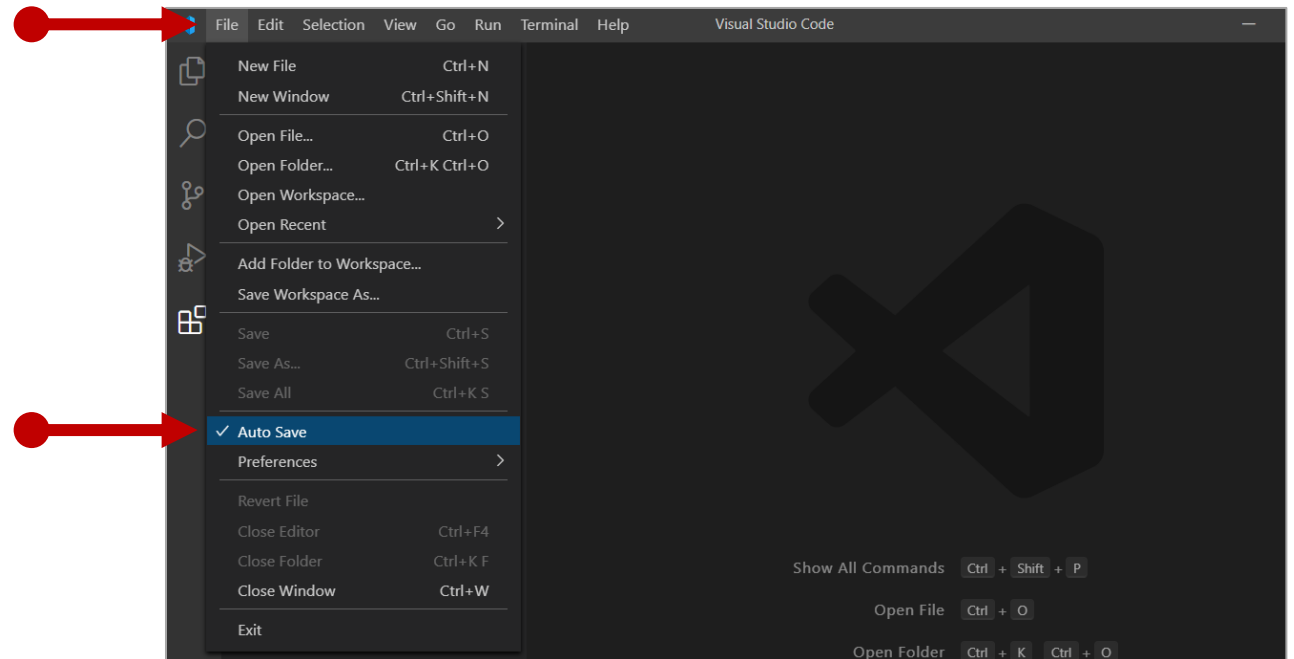 File Edit Selection View Go Run Terminal Help Visual Studio Code
New File Ctrl+N
New Window Ctrl+Shift+N
Open File... Ctrl+O
Open Folder... Ctrl+K Ctrl+O
Open Workspace...
Open Recent
Add Folder to Workspace...
Save Workspace As...
Save Ctrl+S
Save As... Ctrl+Shift+S
Save All Ctrl+K S
Auto Save
Preferences
Revert File
Close Editor Ctrl+F4
Close Folder Ctrl+K F
Close Window Ctrl+W
Exit
Show All Commands Ctrl + Shift + P
Open File Ctrl + O
Open Folder Ctrl + K Ctrl + O